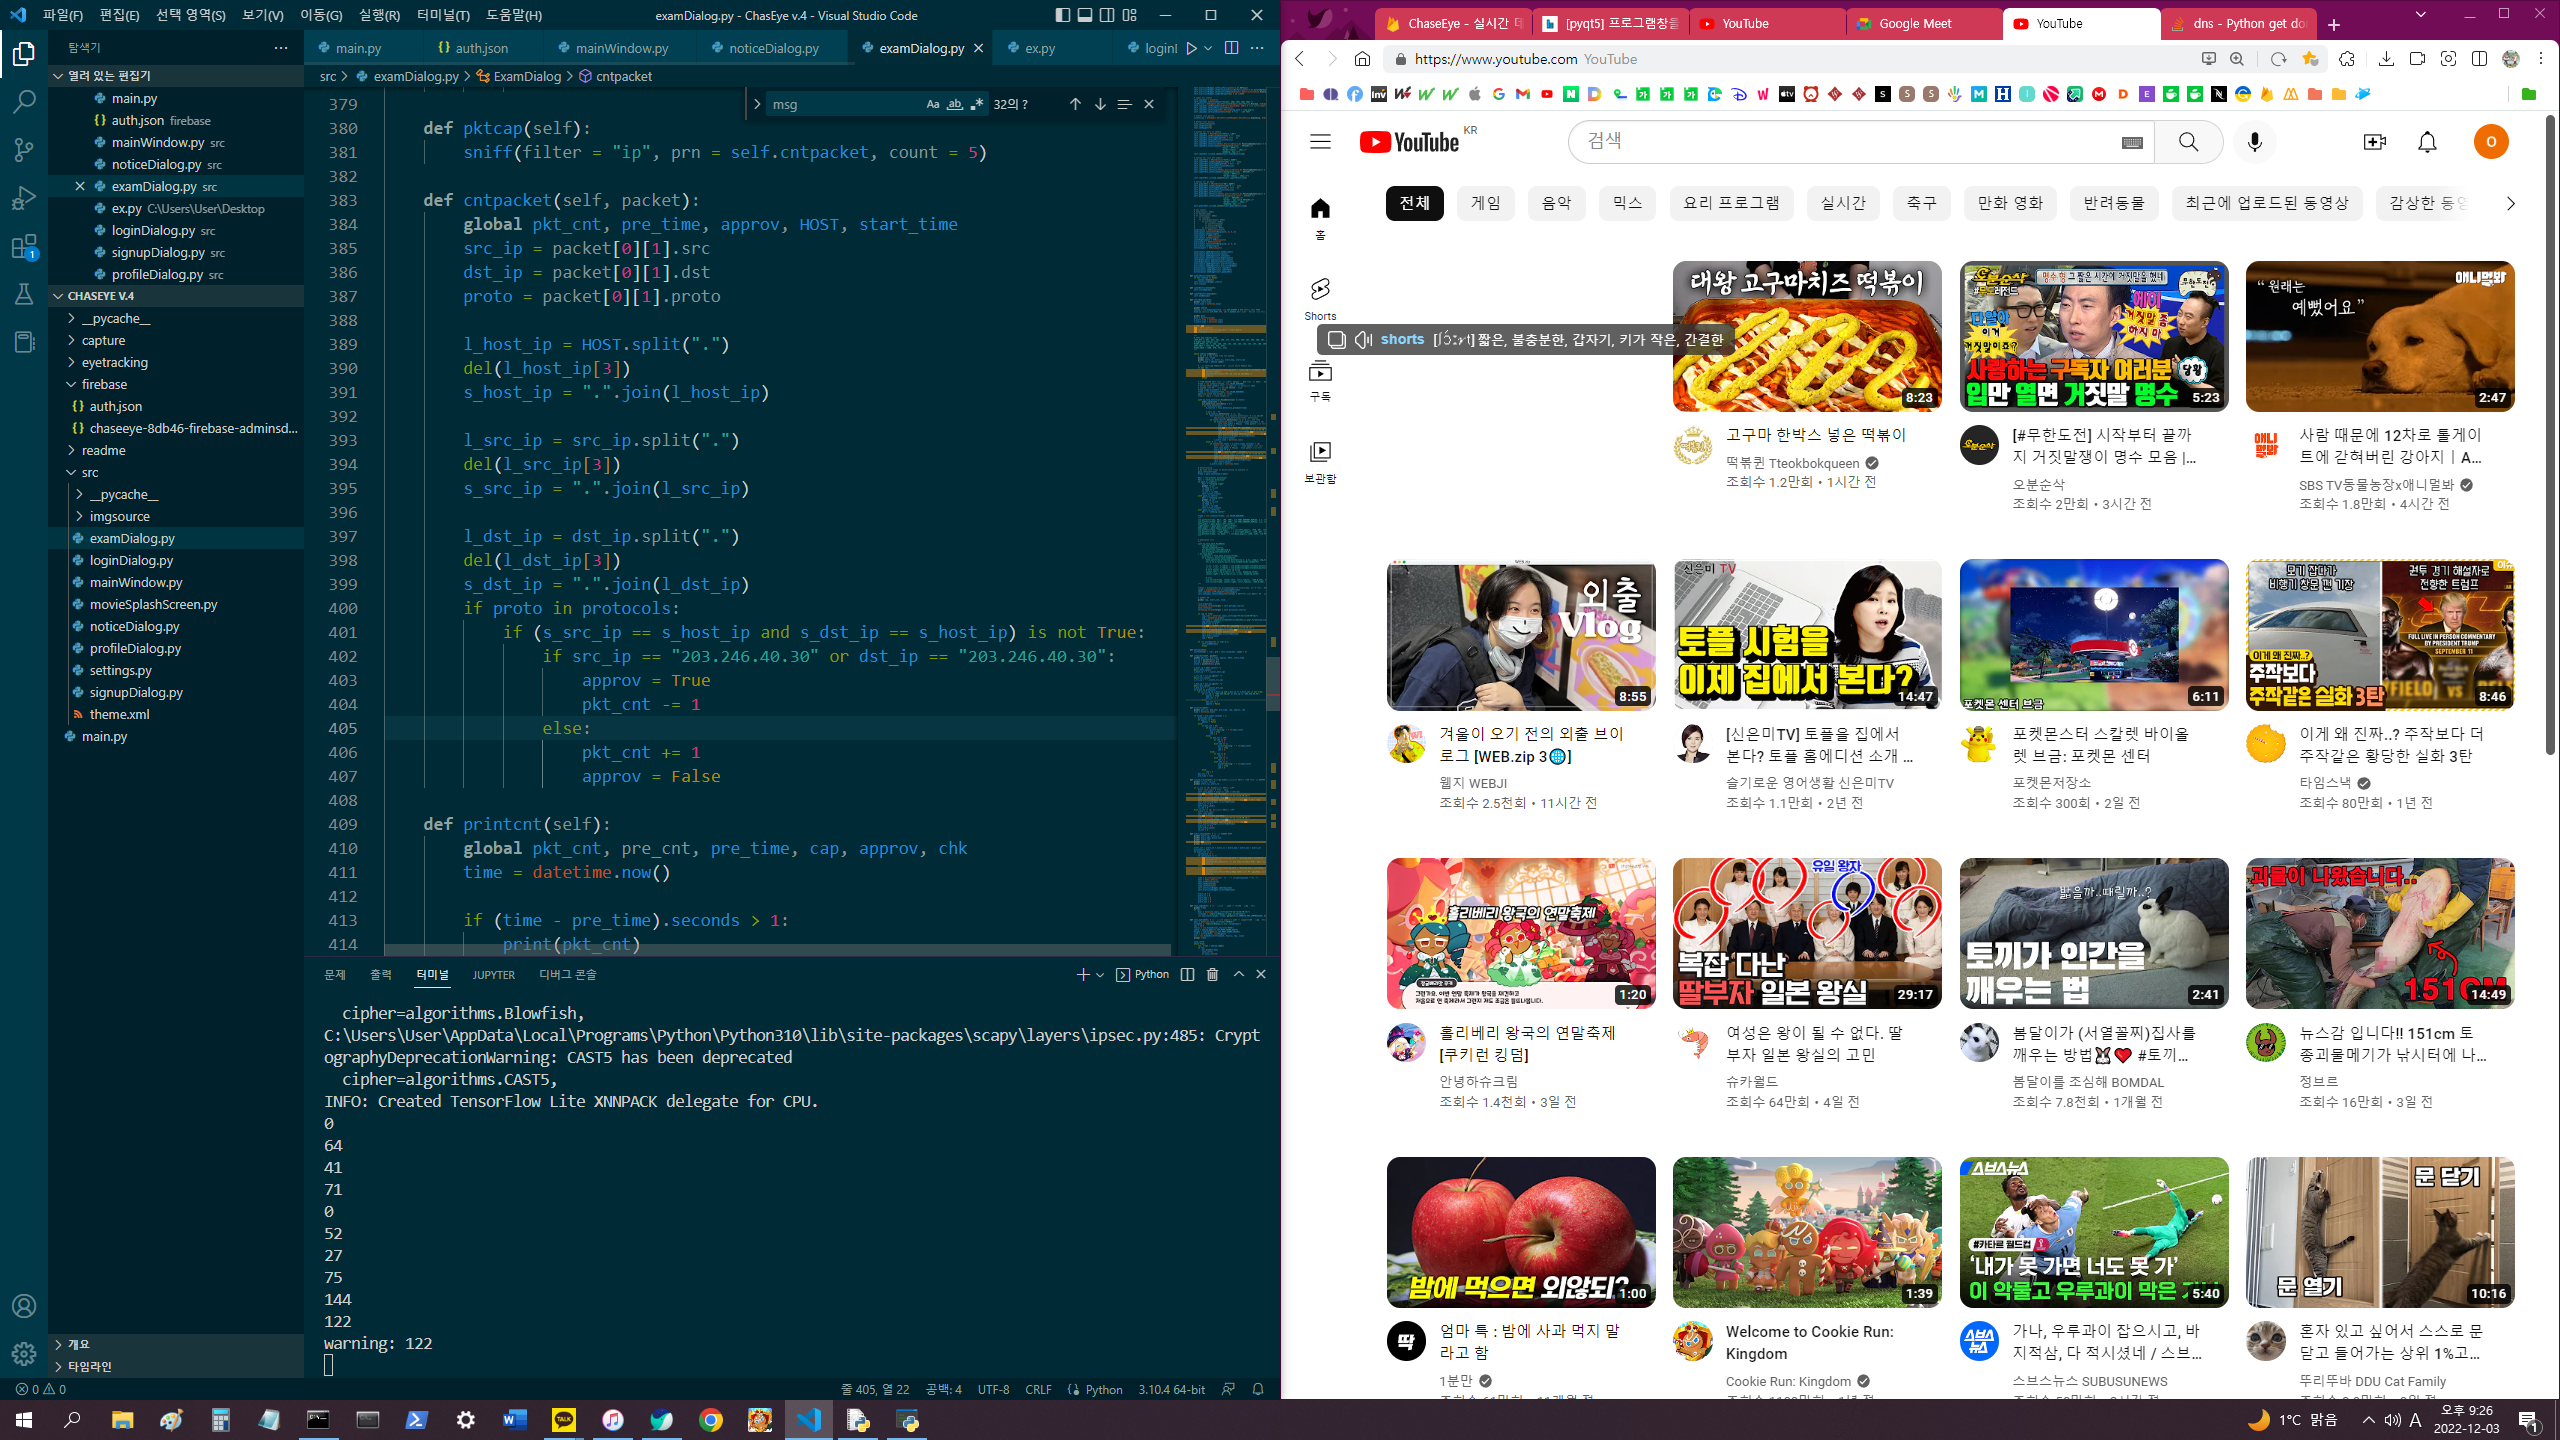 파일(F) 편집(E) 선택 영역(S) 보기(V) 이동(G) 실행(R) 터미널(T) 도움말(H)
examDialog.py - ChasEye v.4 - Visual Studio Code
탐색기
열려 있는 편집기
main.py
auth.json firebase
mainWindow.py src
noticeDialog.py src
examDialog.py src
ex.py C:\Users\User\Desktop
loginDialog.py src
signupDialog.py src
profileDialog.py src
CHASEYE V.4
__pycache__
capture
eyetracking
firebase
auth.json
chaseeye-8db46-firebase-adminsd...
readme
src
__pycache__
imgsource
examDialog.py
loginDialog.py
mainWindow.py
movieSplashScreen.py
noticeDialog.py
profileDialog.py
settings.py
signupDialog.py
theme.xml
main.py
개요
타임라인
main.py auth.json mainWindow.py noticeDialog.py examDialog.py ex.py
src > examDialog.py > ExamDialog > cntpacket
msg Aa ab 32의 ?
379
380 def pktcap(self):
381 sniff(filter = "ip", prn = self.cntpacket, count = 5)
382
383 def cntpacket(self, packet):
384 global pkt_cnt, pre_time, approv, HOST, start_time
385 src_ip = packet[0][1].src
386 dst_ip = packet[0][1].dst
387 proto = packet[0][1].proto
388
389 l_host_ip = HOST.split(".")
390 del(l_host_ip[3])
391 s_host_ip = ".".join(l_host_ip)
392
393 l_src_ip = src_ip.split(".")
394 del(l_src_ip[3])
395 s_src_ip = ".".join(l_src_ip)
396
397 l_dst_ip = dst_ip.split(".")
398 del(l_dst_ip[3])
399 s_dst_ip = ".".join(l_dst_ip)
400 if proto in protocols:
401 if (s_src_ip == s_host_ip and s_dst_ip == s_host_ip) is not True:
402 if src_ip == "203.246.40.30" or dst_ip == "203.246.40.30":
403 approv = True
404 pkt_cnt -= 1
405 else:
406 pkt_cnt += 1
407 approv = False
408
409 def printcnt(self):
410 global pkt_cnt, pre_cnt, pre_time, cap, approv, chk
411 time = datetime.now()
412
413 if (time - pre_time).seconds > 1:
414 print(pkt_cnt)
문제 출력 터미널 JUPYTER 디버그 콘솔 Python
cipher=algorithms.Blowfish,
C:\Users\User\AppData\Local\Programs\Python\Python310\lib\site-packages\scapy\layers\ipsec.py:485: Crypt
ographyDeprecationWarning: CAST5 has been deprecated
cipher=algorithms.CAST5,
INFO: Created TensorFlow Lite XNNPACK delegate for CPU.
0
64
41
71
0
52
27
75
144
122
warning: 122
0 0 줄 405, 열 22 공백: 4 UTF-8 CRLF Python 3.10.4 64-bit
ChaseEye - 실시간 [pyqt5] 프로그램창을 YouTube Google Meet YouTube dns - Python get
https://www.youtube.com YouTube
YouTube KR
검색
전체 게임 음악 믹스 요리 프로그램 실시간 축구 만화 영화 반려동물 최근에 업로드된 동영상 감상한
홈
Shorts
shorts 짧은, 불충분한, 갑자기, 키가 작은, 간결한
구독
보관함
대왕 고구마치즈 떡볶이
8:23
고구마 한박스 넣은 떡볶이
떡볶퀸 Tteokbokqueen
조회수 1.2만회 • 1시간 전
사랑하는 구독자 여러분
입만 열면 거짓말 명수
5:23
[#무한도전] 시작부터 끝까
지 거짓말쟁이 명수 모음 |...
오분순삭
조회수 2만회 • 3시간 전
"원래는
예뻤어요"
애니멀봐
2:47
사람 때문에 12차로 톨게이
트에 갇혀버린 강아지 | A...
SBS TV동물농장x애니멀봐
조회수 1.8만회 • 4시간 전
외출
Vlog
8:55
겨울이 오기 전의 외출 브이
로그 [WEB.zip 3🌐]
웹지 WEBJI
조회수 2.5천회 • 11시간 전
신은미 TV
토플 시험을
이제 집에서 본다?
14:47
[신은미TV] 토플을 집에서
본다? 토플 홈에디션 소개 ...
슬기로운 영어생활 신은미TV
조회수 1.1만회 • 2년 전
포켓몬 센터 브금
6:11
포켓몬스터 스칼렛 바이올
렛 브금: 포켓몬 센터
포켓몬저장소
조회수 300회 • 2일 전
모기 잡다가
비행기 창문 깬 기장
권투 경기 해설자로
전향한 트럼프
FULL LIVE IN PERSON COMMENTARY
BY PRESIDENT TRUMP
SEPTEMBER 11
이게 왜 진짜..?
주작보다
주작같은 실화 3탄
8:46
이게 왜 진짜..? 주작보다 더
주작같은 황당한 실화 3탄
타임스낵
조회수 80만회 • 1년 전
홀리베리 왕국의 연말축제
1:20
홀리베리 왕국의 연말축제
[쿠키런 킹덤]
안녕하슈크림
조회수 1.4천회 • 3일 전
유일 왕자
복잡 다난
딸부자 일본 왕실
29:17
여성은 왕이 될 수 없다. 딸
부자 일본 왕실의 고민
슈카월드
조회수 64만회 • 4일 전
밟을까..때릴까..?
토끼가 인간을
깨우는 법
2:41
봄달이가 (서열꼴찌)집사를
깨우는 방법🐰❤️ #토끼...
봄달이를 조심해 BOMDAL
조회수 7.8천회 • 1개월 전
괴물이 나왔습니다..
151CM
14:49
뉴스감 입니다!! 151cm 토
종괴물메기가 낚시터에 나...
정브르
조회수 16만회 • 3일 전
밤에 먹으면 외않되?
1:00
엄마 특 : 밤에 사과 먹지 말
라고 함
1분만
1:39
Welcome to Cookie Run:
Kingdom
Cookie Run: Kingdom
스브스뉴스
#카타르 월드컵
'내가 못 가면 너도 못 가'
이 악물고 우루과이 막은
5:40
가나, 우루과이 잡으시고, 바
지적삼, 다 적시셨네 / 스브...
스브스뉴스 SUBUSUNEWS
문 닫기
문 열기
10:16
혼자 있고 싶어서 스스로 문
닫고 들어가는 상위 1%고...
뚜리뚜바 DDU Cat Family
1°C 맑음 A 오후 9:26
2022-12-03